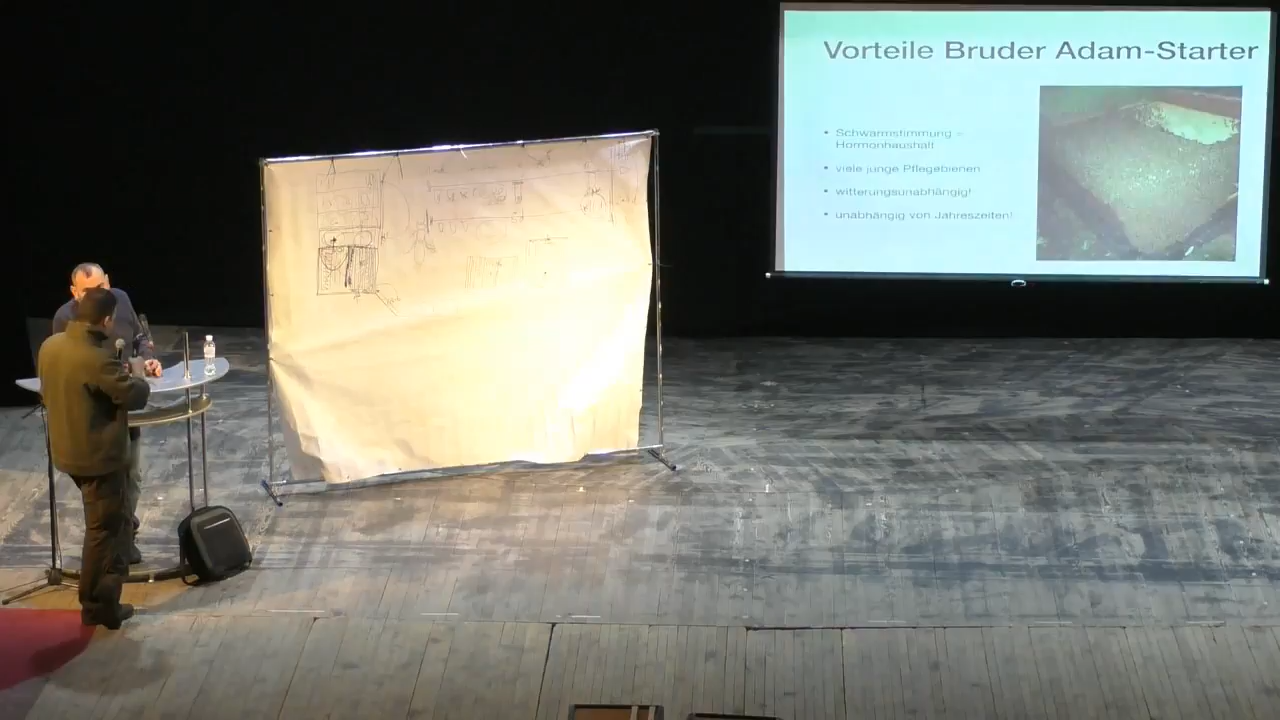 Vorteile Bruder Adam-Starter
• Schwarmstimmung –
Hormonhaushalt
• viele junge Pflegebienen
• witterungsunabhängig!
• unabhängig von Jahreszeiten!